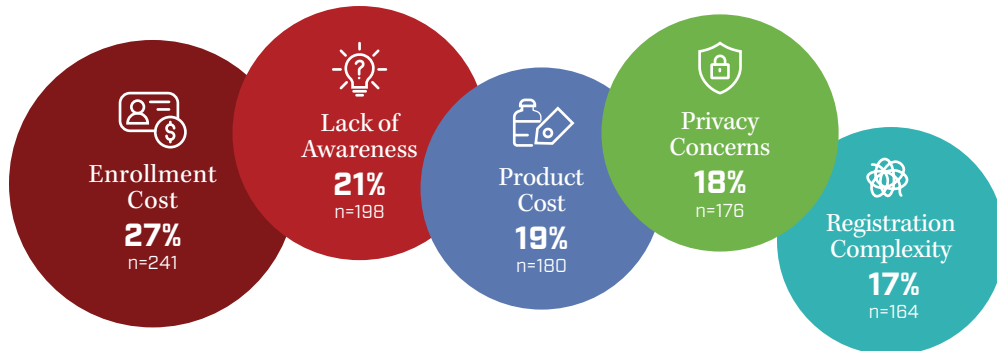 Enrollment
Cost
27%
n=241
Lack of
Awareness
21%
n=198
Product
Cost
19%
n=180
Privacy
Concerns
18%
n=176
Registration
Complexity
17%
n=164
$
?